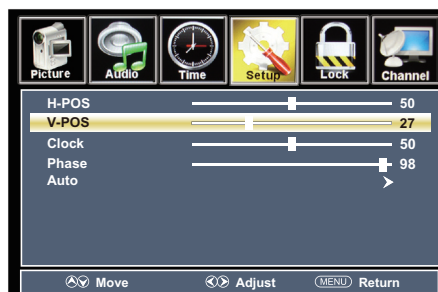 Picture Audio Time Setup Lock Channel
H-POS 50
V-POS 27
Clock 50
Phase 98
Auto
Move Adjust MENU Return